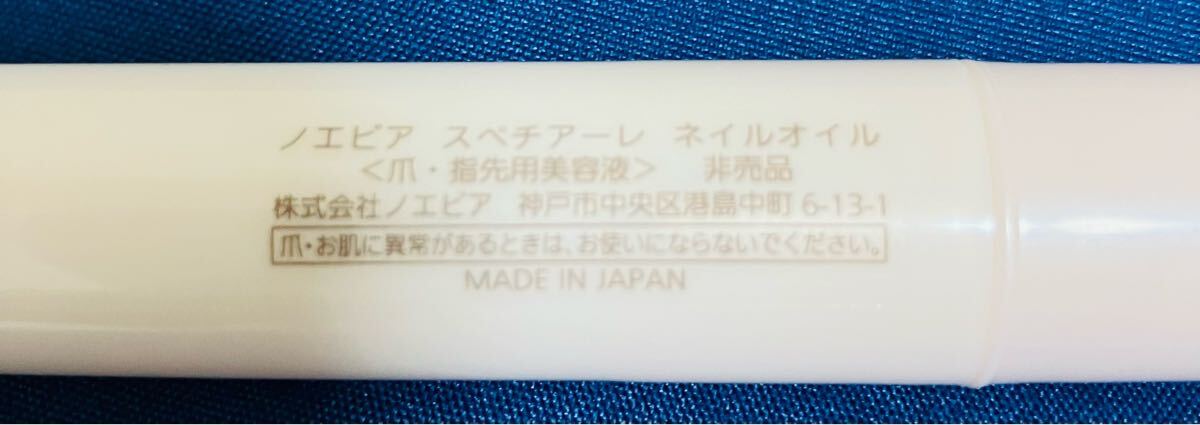 ノエビア　スペチアーレ　ネイルオイル
＜爪・指先用美容液＞　非売品
株式会社ノエビア　神戸市中央区港島中町6-13-1
爪・お肌に異常があるときは、お使いにならないでください。
MADE IN JAPAN